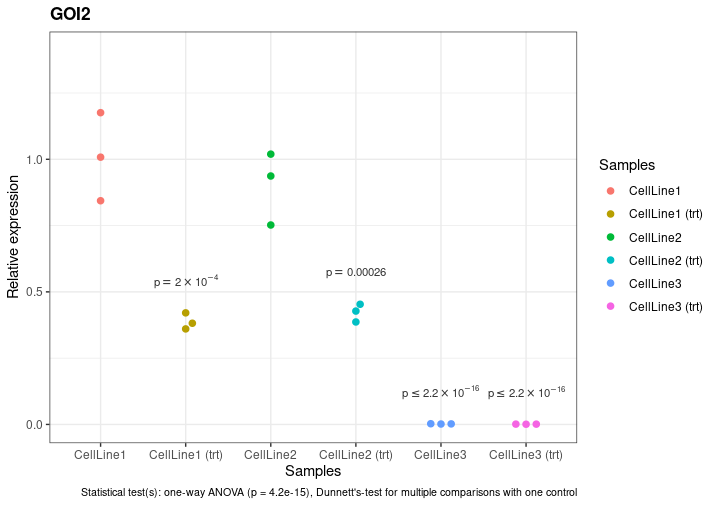 GOI2
Relative expression
1.0
0.5
0.0
p = 2 × 10⁻⁴
p = 0.00026
p ≤ 2.2 × 10⁻¹⁶
p ≤ 2.2 × 10⁻¹⁶
CellLine1
CellLine1 (trt)
CellLine2
CellLine2 (trt)
CellLine3
CellLine3 (trt)
Samples
Samples
CellLine1
CellLine1 (trt)
CellLine2
CellLine2 (trt)
CellLine3
CellLine3 (trt)
Statistical test(s): one-way ANOVA (p = 4.2e-15), Dunnett's-test for multiple comparisons with one control